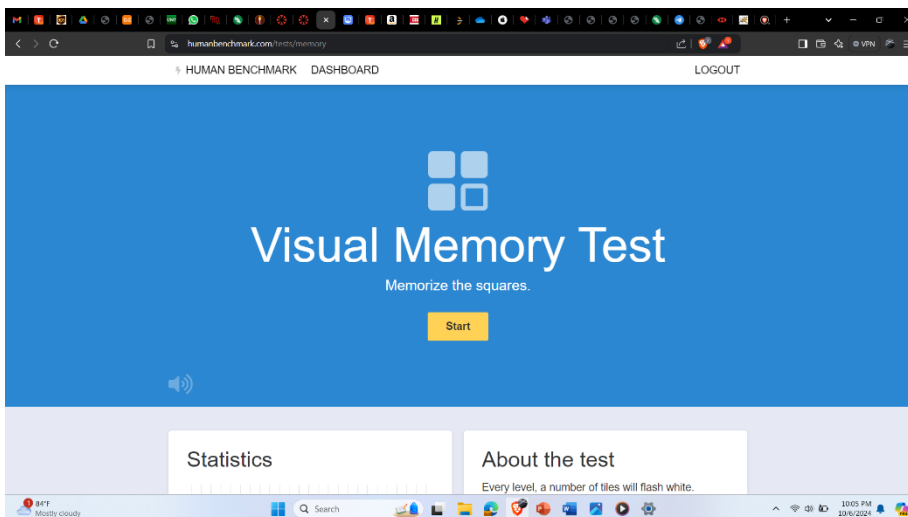 humanbenchmark.com/tests/memory
VPN
HUMAN BENCHMARK DASHBOARD LOGOUT
Visual Memory Test
Memorize the squares.
Start
Statistics
About the test
Every level, a number of tiles will flash white.
84°F
Mostly cloudy
Search
10:05 PM
10/6/2024